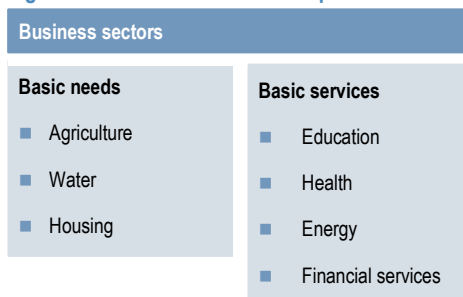 Business sectors
Basic needs
Agriculture
Water
Housing
Basic services
Education
Health
Energy
Financial services